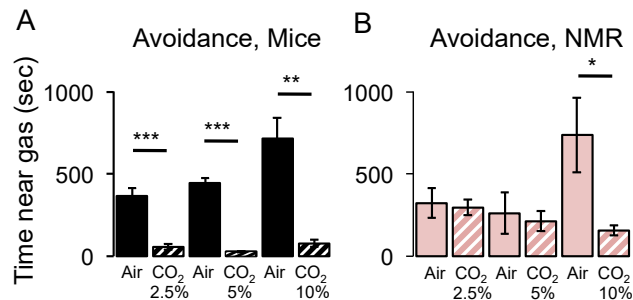 A
Avoidance, Mice
Time near gas (sec)
1000
500
0
***
***
**
Air CO₂ Air CO₂ Air CO₂
2.5% 5% 10%
B
Avoidance, NMR
1000
500
0
*
Air CO₂ Air CO₂ Air CO₂
2.5% 5% 10%